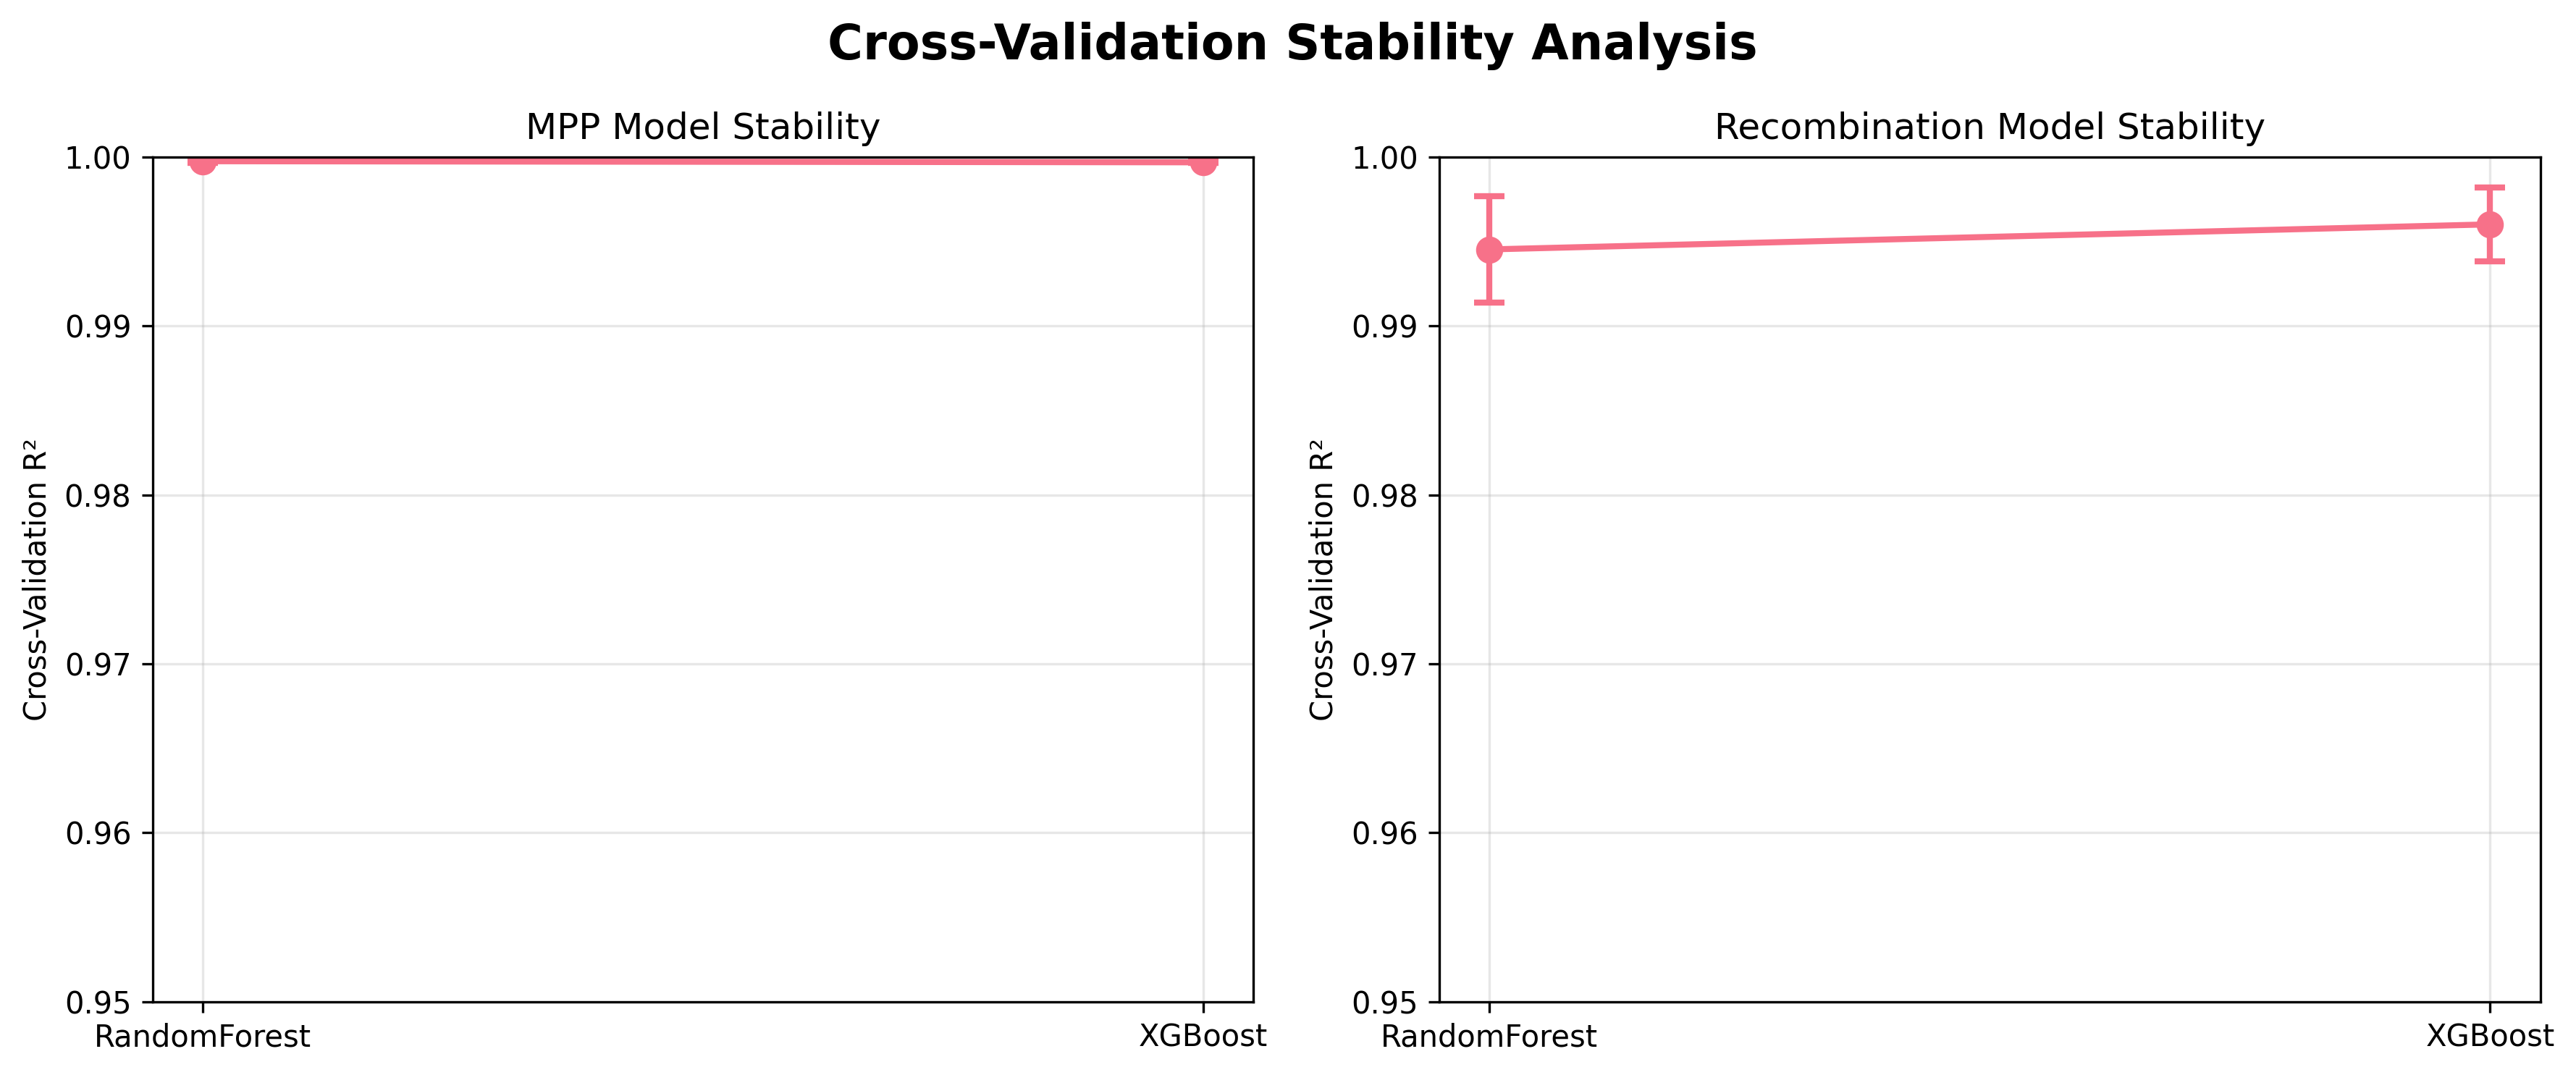 Cross-Validation Stability Analysis
MPP Model Stability
Cross-Validation R²
1.00
0.99
0.98
0.97
0.96
0.95
RandomForest
XGBoost
Recombination Model Stability
Cross-Validation R²
1.00
0.99
0.98
0.97
0.96
0.95
RandomForest
XGBoost